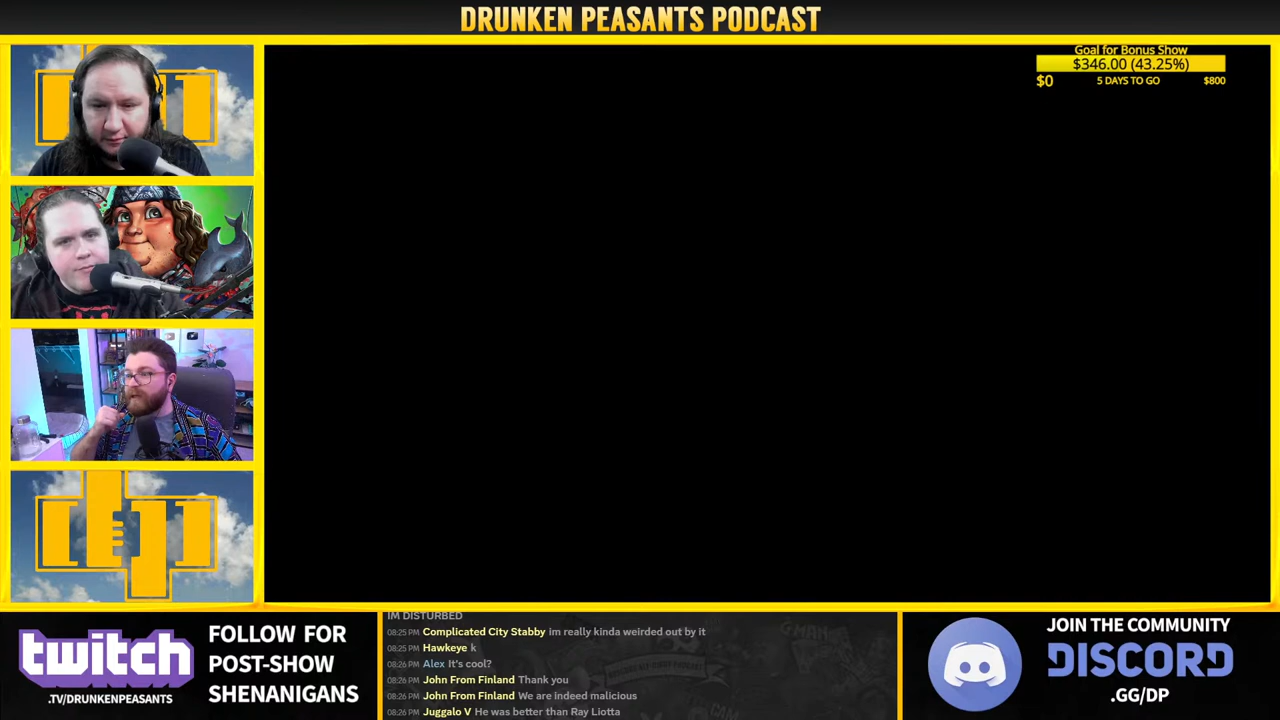 DRUNKEN PEASANTS PODCAST
Goal for Bonus Show
$346.00 (43.25%)
$0 5 DAYS TO GO $800
IM DISTURBED
08:25 PM Complicated City Stabby im really kinda weirded out by it
08:25 PM Hawkeye k
08:26 PM Alex It's cool?
08:26 PM John From Finland Thank you
08:26 PM John From Finland We are indeed malicious
08:26 PM Juggalo V He was better than Ray Liotta
twitch
.TV/DRUNKENPEASANTS
FOLLOW FOR
POST-SHOW
SHENANIGANS
JOIN THE COMMUNITY
DISCORD
.GG/DP